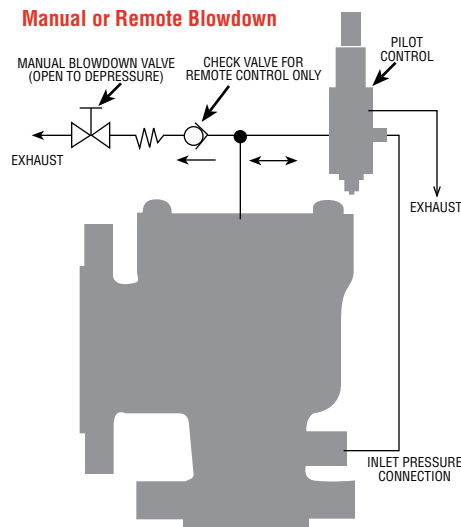 Manual or Remote Blowdown
PILOT
CONTROL
MANUAL BLOWDOWN VALVE
(OPEN TO DEPRESSURE)
CHECK VALVE FOR
REMOTE CONTROL ONLY
EXHAUST
EXHAUST
INLET PRESSURE
CONNECTION